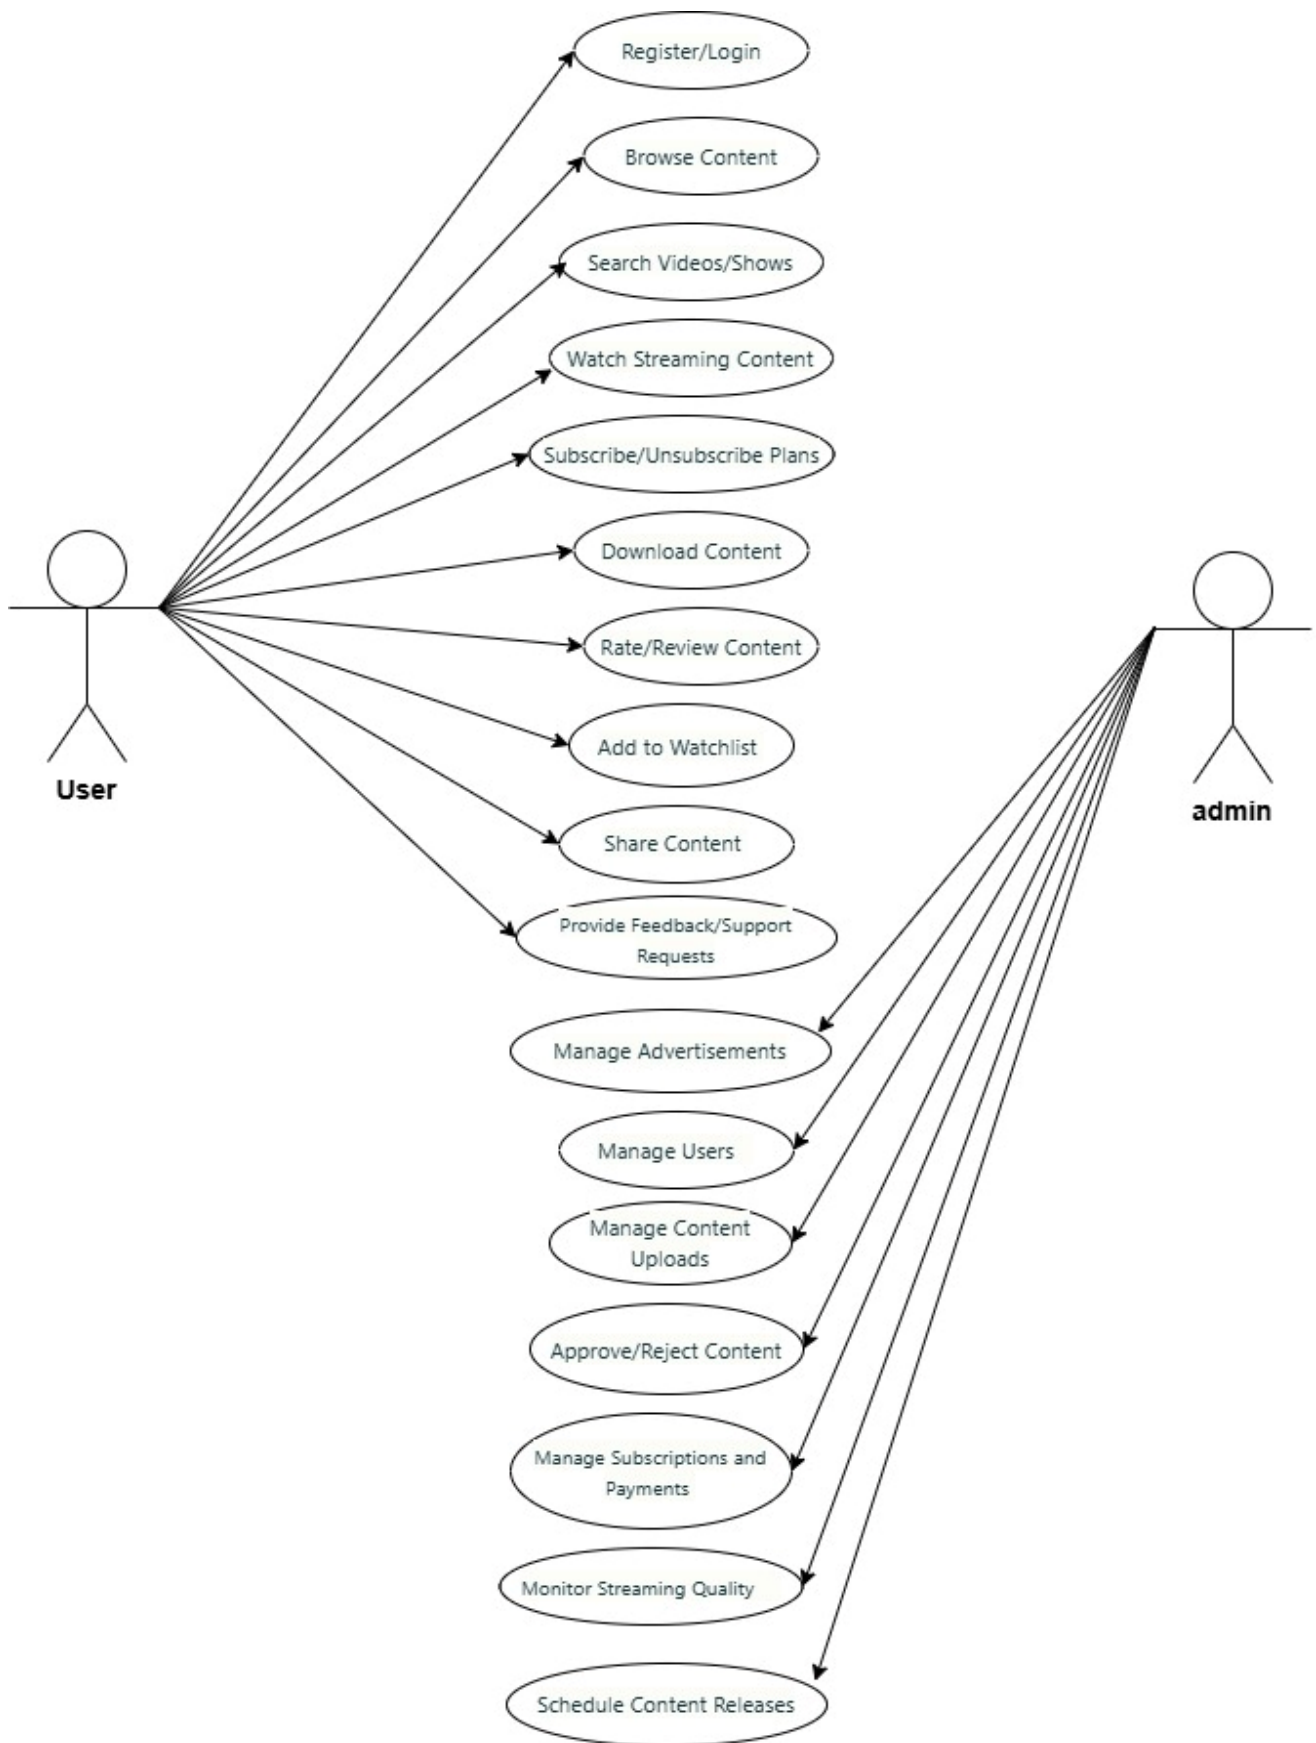 Register/Login
Browse Content
Search Videos/Shows
Watch Streaming Content
Subscribe/Unsubscribe Plans
Download Content
Rate/Review Content
Add to Watchlist
User
admin
Share Content
Provide Feedback/Support
Requests
Manage Advertisements
Manage Users
Manage Content
Uploads
Approve/Reject Content
Manage Subscriptions and
Payments
Monitor Streaming Quality
Schedule Content Releases